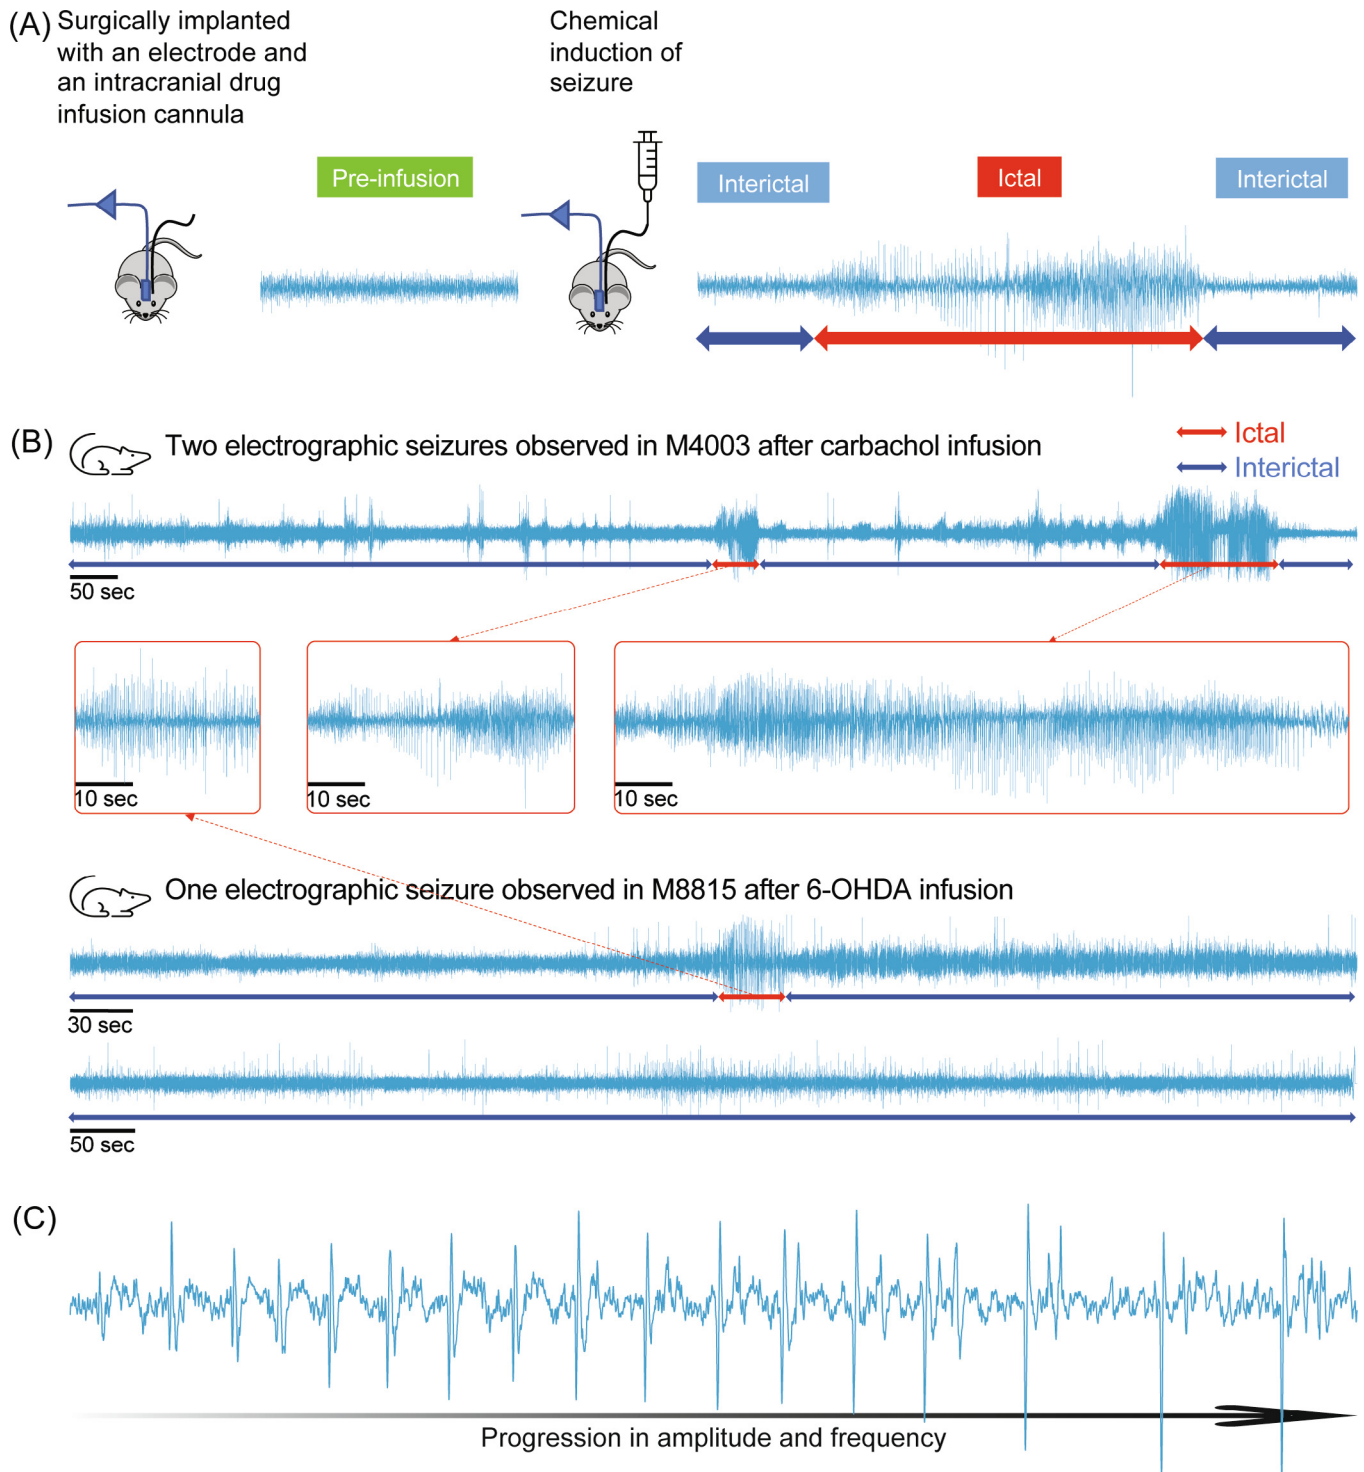 (A)
Surgically implanted
with an electrode and
an intracranial drug
infusion cannula
Chemical
induction of
seizure
Pre-infusion
Interictal
Ictal
Interictal
(B)
Two electrographic seizures observed in M4003 after carbachol infusion
Ictal
Interictal
50 sec
10 sec
10 sec
10 sec
One electrographic seizure observed in M8815 after 6-OHDA infusion
30 sec
50 sec
(C)
Progression in amplitude and frequency